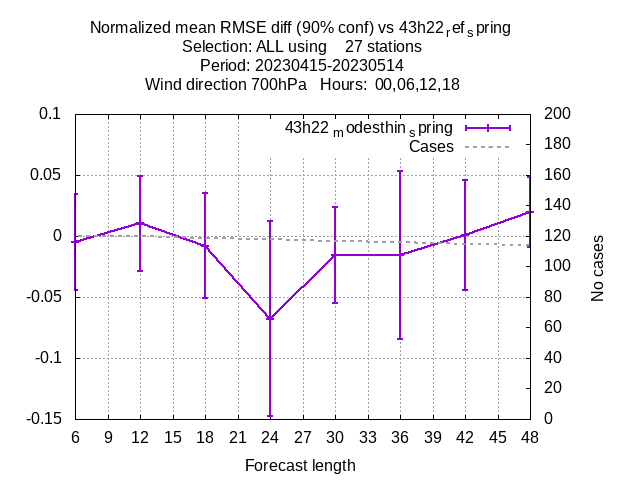 Normalized mean RMSE diff (90% conf) vs 43h22refspring
Selection: ALL using 27 stations
Period: 20230415-20230514
Wind direction 700hPa Hours: 00,06,12,18
0.1 200
43h22modesthinspring
180
Cases
0.05 160
140
0 120
100
-0.05 80
60
-0.1 40
20
-0.15 0
No cases
6 9 12 15 18 21 24 27 30 33 36 39 42 45 48
Forecast length